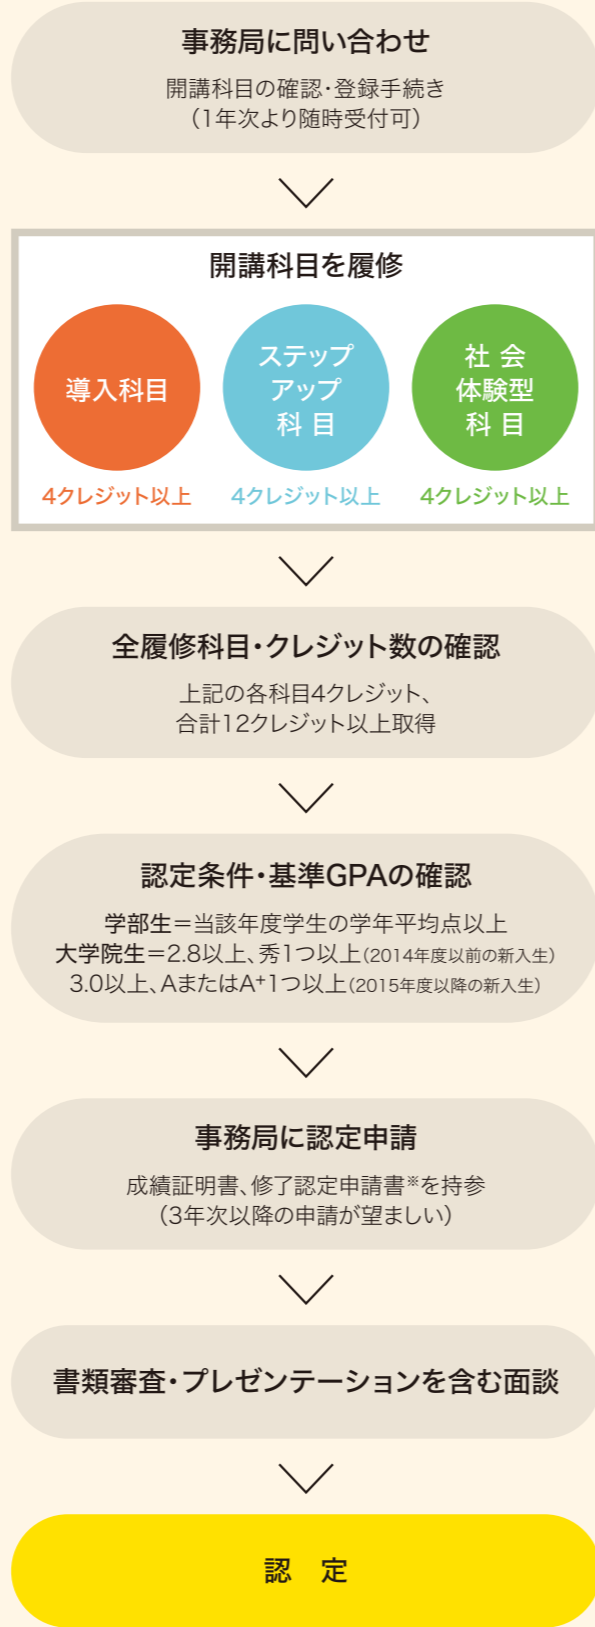 事務局に問い合わせ
開講科目の確認・登録手続き
（1年次より随時受付可）
開講科目を履修
導入科目
ステップ
アップ
科 目
社 会
体験型
科 目
4クレジット以上
4クレジット以上
4クレジット以上
全履修科目・クレジット数の確認
上記の各科目4クレジット、
合計12クレジット以上取得
認定条件・基準GPAの確認
学部生＝当該年度学生の学年平均点以上
大学院生＝2.8以上、秀1つ以上（2014年度以前の新入生）
3.0以上、AまたはA⁺1つ以上（2015年度以降の新入生）
事務局に認定申請
成績証明書、修了認定申請書※を持参
（3年次以降の申請が望ましい）
書類審査・プレゼンテーションを含む面談
認　定